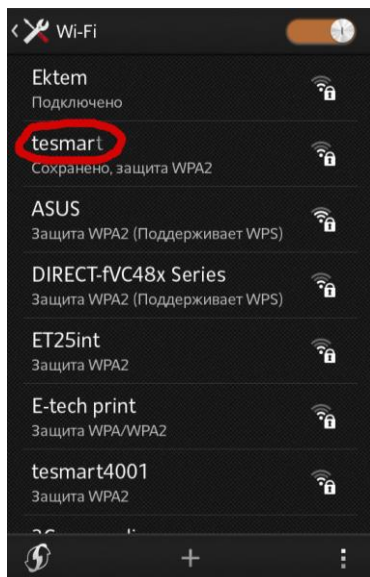 Wi-Fi
Ektem
Подключено
tesmart
Сохранено, защита WPA2
ASUS
Защита WPA2 (Поддерживает WPS)
DIRECT-fVC48x Series
Защита WPA2 (Поддерживает WPS)
ET25int
Защита WPA2
E-tech print
Защита WPA/WPA2
tesmart4001
Защита WPA2